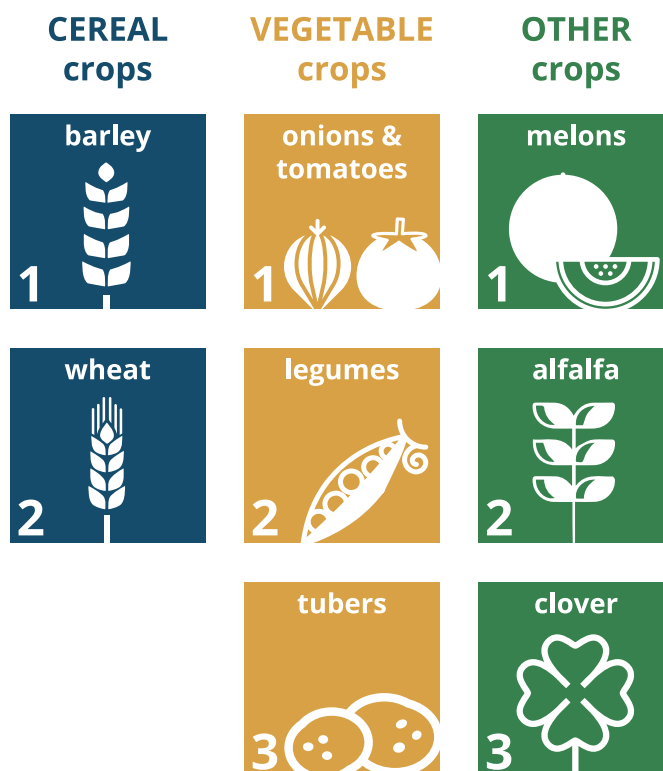 CEREAL
crops
VEGETABLE
crops
OTHER
crops
barley
1
onions &
tomatoes
1
melons
1
wheat
2
legumes
2
alfalfa
2
tubers
3
clover
3